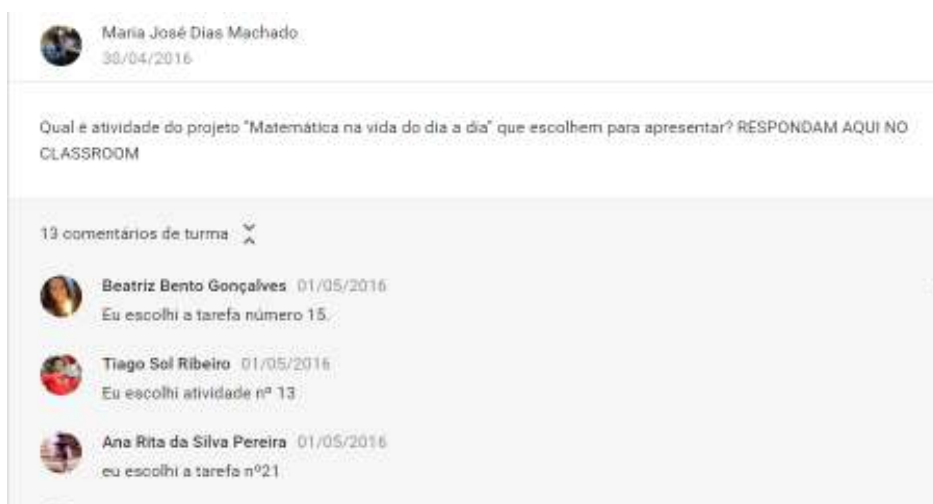 Maria José Dias Machado
30/04/2016
Qual é atividade do projeto "Matemática na vida do dia a dia" que escolhem para apresentar? RESPONDAM AQUI NO
CLASSROOM
13 comentários de turma
Beatriz Bento Gonçalves 01/05/2016
Eu escolhi a tarefa número 15.
Tiago Sol Ribeiro 01/05/2016
Eu escolhi atividade nº 13
Ana Rita da Silva Pereira 01/05/2016
eu escolhi a tarefa nº21